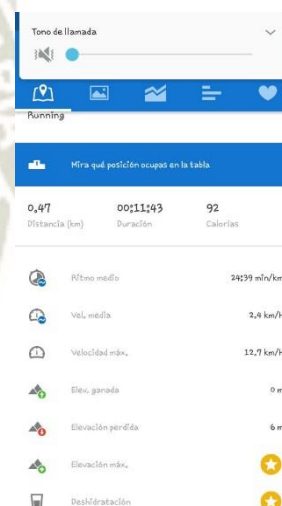 Tono de llamada
Running
Mira qué posición ocupas en la tabla
0,47 00:11:43 92
Distancia (km) Duración Calorías
Ritmo medio 24:39 min/km
Vel. media 2,4 km/h
Velocidad máx. 12,7 km/h
Elev. ganada 0 m
Elevación perdida 6 m
Elevación máx.
Deshidratación